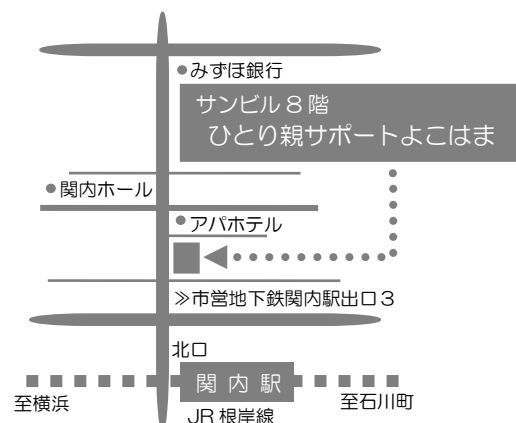 みずほ銀行
サンビル8階
ひとり親サポートよこはま
関内ホール
アパホテル
≫市営地下鉄関内駅出口3
北口
関内駅
至横浜
至石川町
JR根岸線